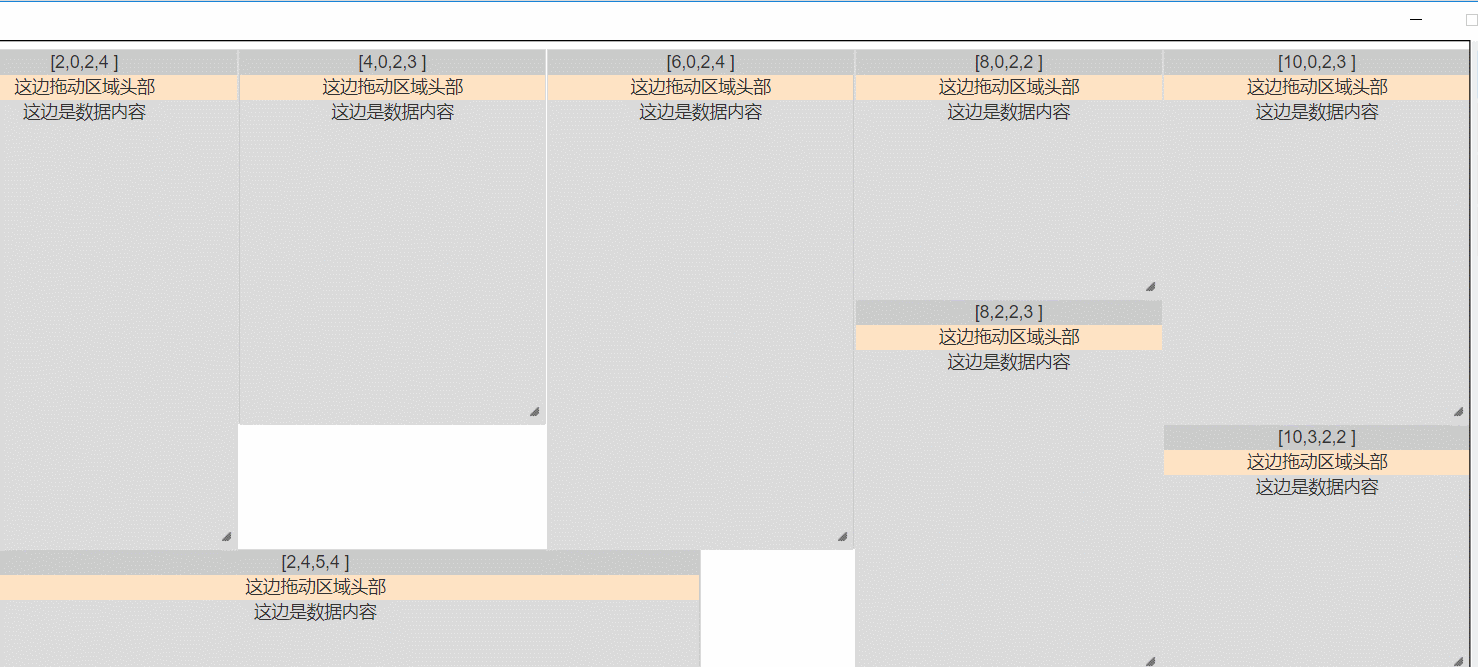 [2,0,2,4 ]
这边拖动区域头部
这边是数据内容
[4,0,2,3 ]
这边拖动区域头部
这边是数据内容
[6,0,2,4 ]
这边拖动区域头部
这边是数据内容
[8,0,2,2 ]
这边拖动区域头部
这边是数据内容
[10,0,2,3 ]
这边拖动区域头部
这边是数据内容
[8,2,2,3 ]
这边拖动区域头部
这边是数据内容
[10,3,2,2 ]
这边拖动区域头部
这边是数据内容
[2,4,5,4 ]
这边拖动区域头部
这边是数据内容